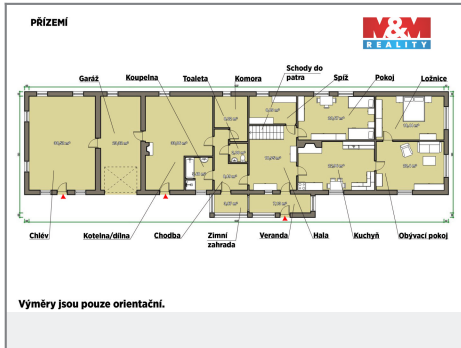 PŘÍZEMÍ
M&M
REALITY
Schody do
patra
Garáž
Koupelna
Toaleta
Komora
Spíž
Pokoj
Ložnice
Chlév
Kotelna/dílna
Chodba
Zimní
zahrada
Veranda
Hala
Kuchyň
Obývací pokoj
Výměry jsou pouze orientační.